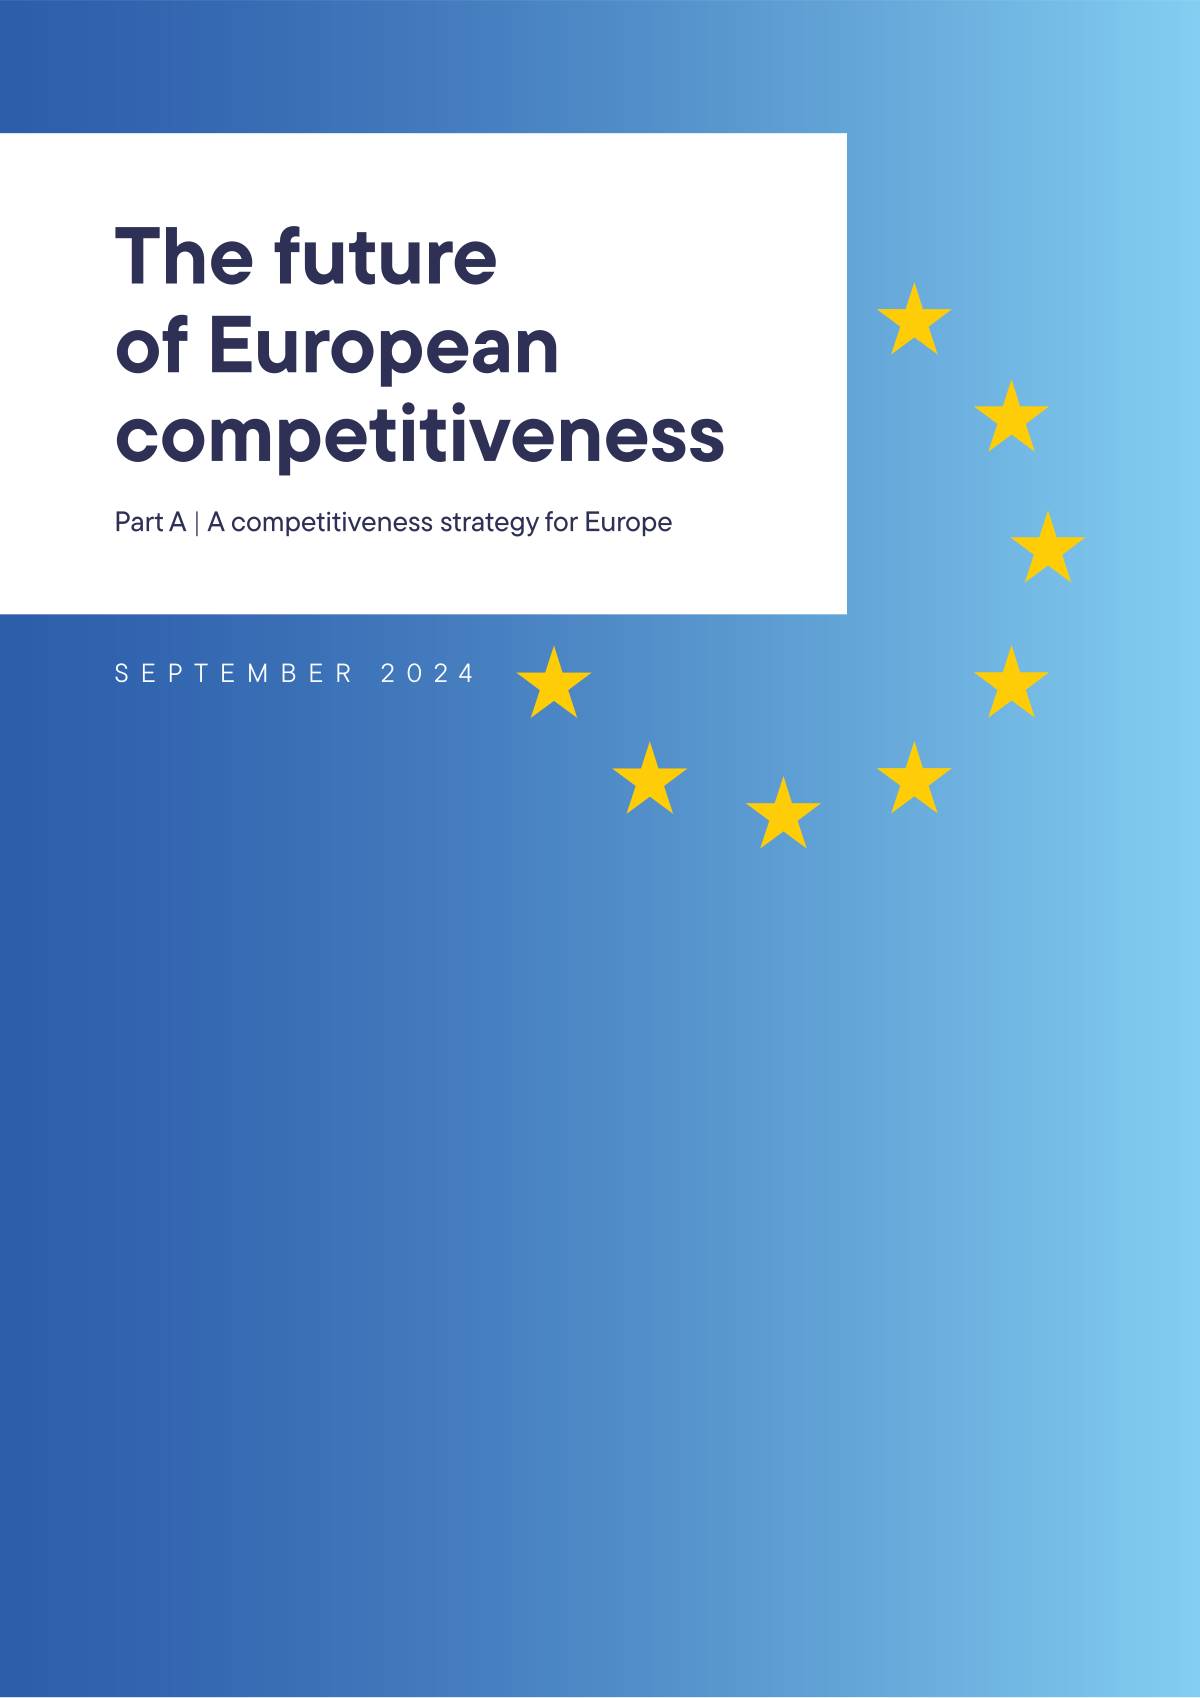 The future
of European
competitiveness
Part A | A competitiveness strategy for Europe
SEPTEMBER 2024